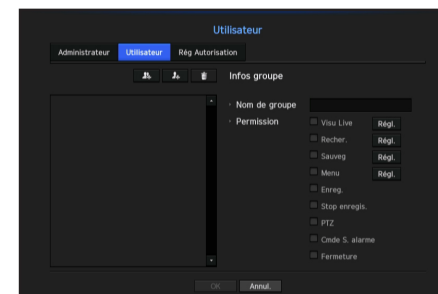 Utilisateur
Administrateur Utilisateur Rég Autorisation
Infos groupe
· Nom de groupe
· Permission
Visu Live Régl.
Recher. Régl.
Sauveg Régl.
Menu Régl.
Enreg.
Stop enregis.
PTZ
Cmde S. alarme
Fermeture
OK Annul.